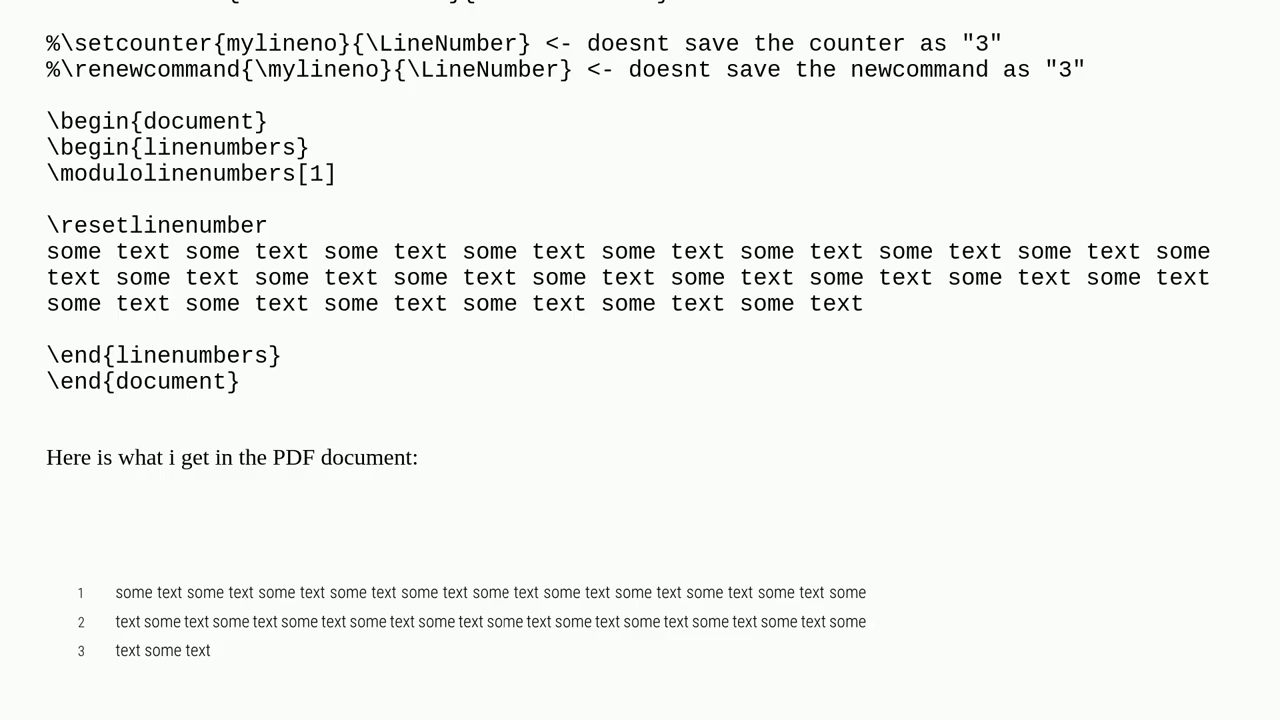 %\setcounter{mylineno}{\LineNumber} <- doesnt save the counter as "3"
%\renewcommand{\mylineno}{\LineNumber} <- doesnt save the newcommand as "3"
\begin{document}
\begin{linenumbers}
\modulolinenumbers[1]
\resetlinenumber
some text some text some text some text some text some text some text some text some
text some text some text some text some text some text some text some text some text
some text some text some text some text some text some text
\end{linenumbers}
\end{document}
Here is what i get in the PDF document:
1 some text some text some text some text some text some text some text some text some text some text some
2 text some text some text some text some text some text some text some text some text some text some text some
3 text some text